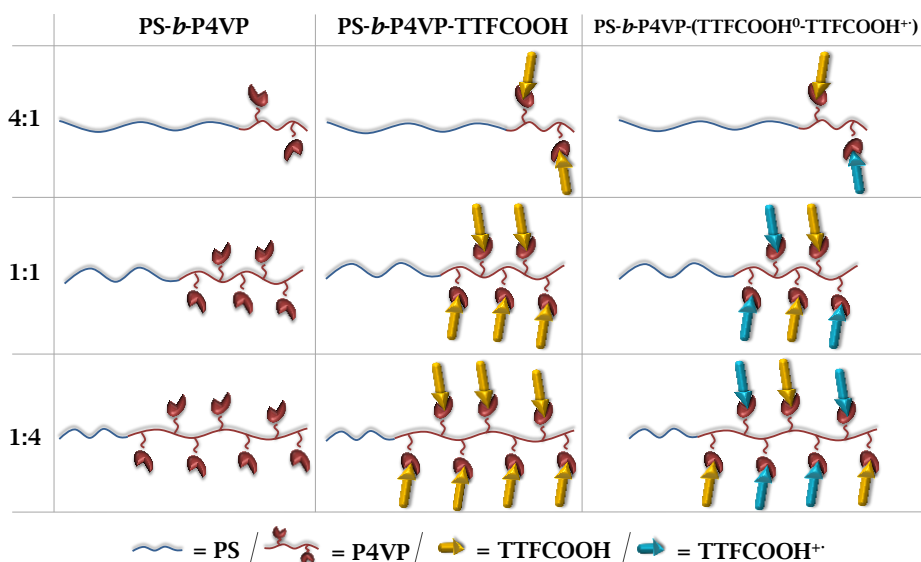 PS-b-P4VP PS-b-P4VP-TTFCOOH PS-b-P4VP-(TTFCOOH⁰-TTFCOOH⁺·)
4:1
1:1
1:4
= PS / = P4VP / = TTFCOOH / = TTFCOOH⁺·